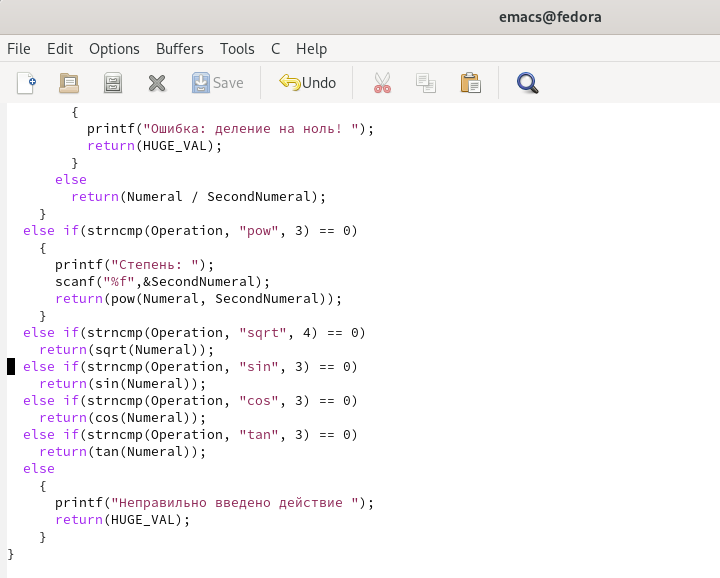 emacs@fedora
File Edit Options Buffers Tools C Help
Save Undo
{
printf("Ошибка: деление на ноль! ");
return(HUGE_VAL);
}
else
return(Numeral / SecondNumeral);
}
else if(strncmp(Operation, "pow", 3) == 0)
{
printf("Степень: ");
scanf("%f",&SecondNumeral);
return(pow(Numeral, SecondNumeral));
}
else if(strncmp(Operation, "sqrt", 4) == 0)
return(sqrt(Numeral));
else if(strncmp(Operation, "sin", 3) == 0)
return(sin(Numeral));
else if(strncmp(Operation, "cos", 3) == 0)
return(cos(Numeral));
else if(strncmp(Operation, "tan", 3) == 0)
return(tan(Numeral));
else
{
printf("Неправильно введено действие ");
return(HUGE_VAL);
}
}